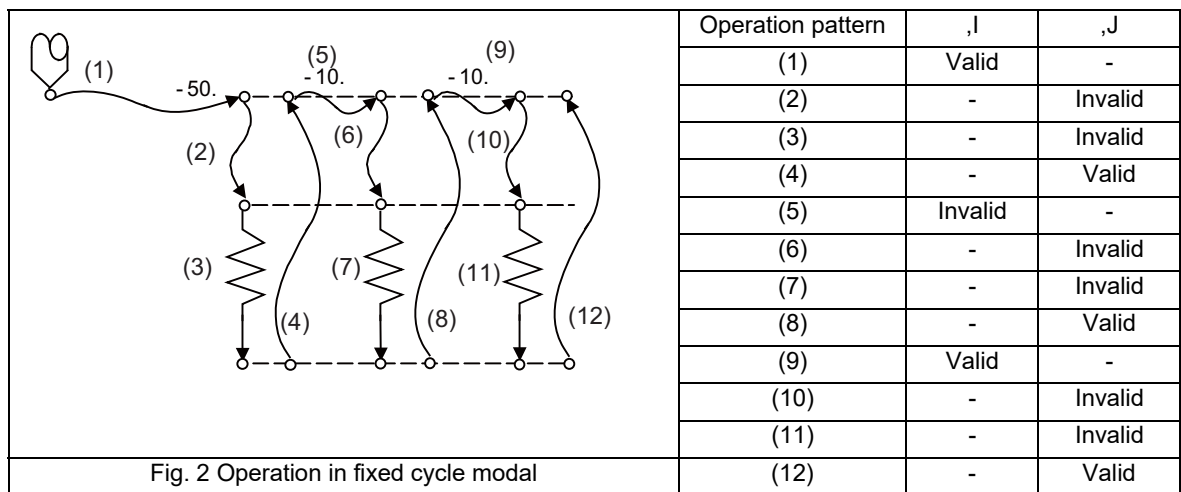 (1)
- 50.
(5)
- 10.
(9)
- 10.
(2)
(6)
(10)
(3)
(7)
(11)
(4)
(8)
(12)
Fig. 2 Operation in fixed cycle modal
Operation pattern ,I ,J
(1) Valid -
(2) - Invalid
(3) - Invalid
(4) - Valid
(5) Invalid -
(6) - Invalid
(7) - Invalid
(8) - Valid
(9) Valid -
(10) - Invalid
(11) - Invalid
(12) - Valid